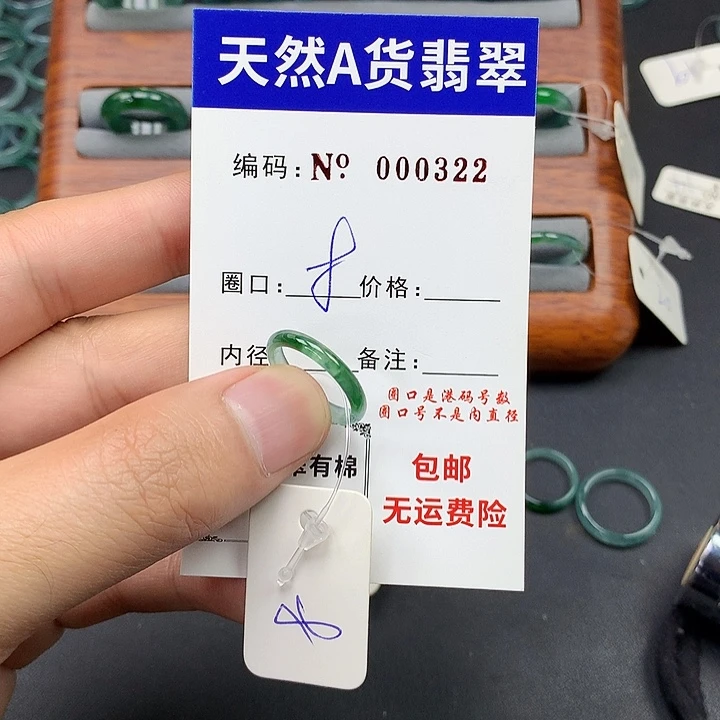 天然A货翡翠
编码: Nº 000322
圈口: 8 价格:
内径 备注:
圈口是港码号数
圈口号不是内直径
有棉
包邮
无运费险
8